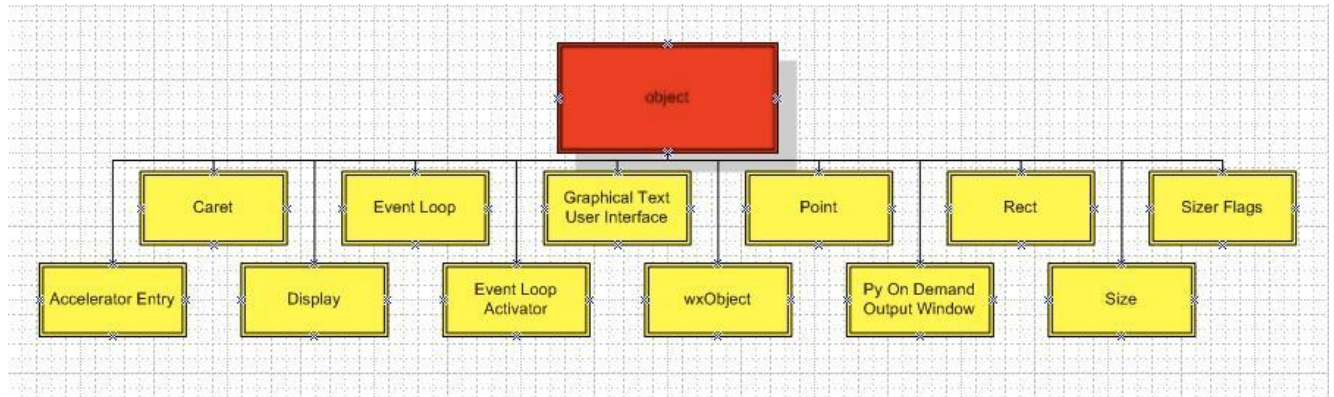 object
Caret
Event Loop
Graphical Text
User Interface
Point
Rect
Sizer Flags
Accelerator Entry
Display
Event Loop
Activator
wxObject
Py On Demand
Output Window
Size